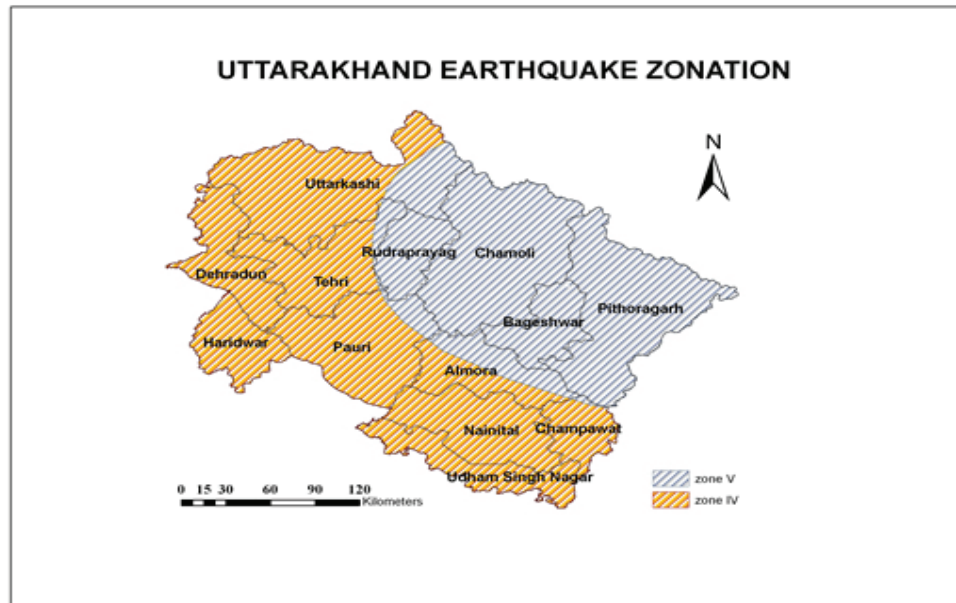 UTTARAKHAND EARTHQUAKE ZONATION
N
Uttarkashi
Rudraprayag
Chamoli
Dehradun
Tehri
Pithoragarh
Bageshwar
Haridwar
Pauri
Almora
Nainital
Champawat
Udham Singh Nagar
0 15 30 60 90 120
Kilometers
zone V
zone IV